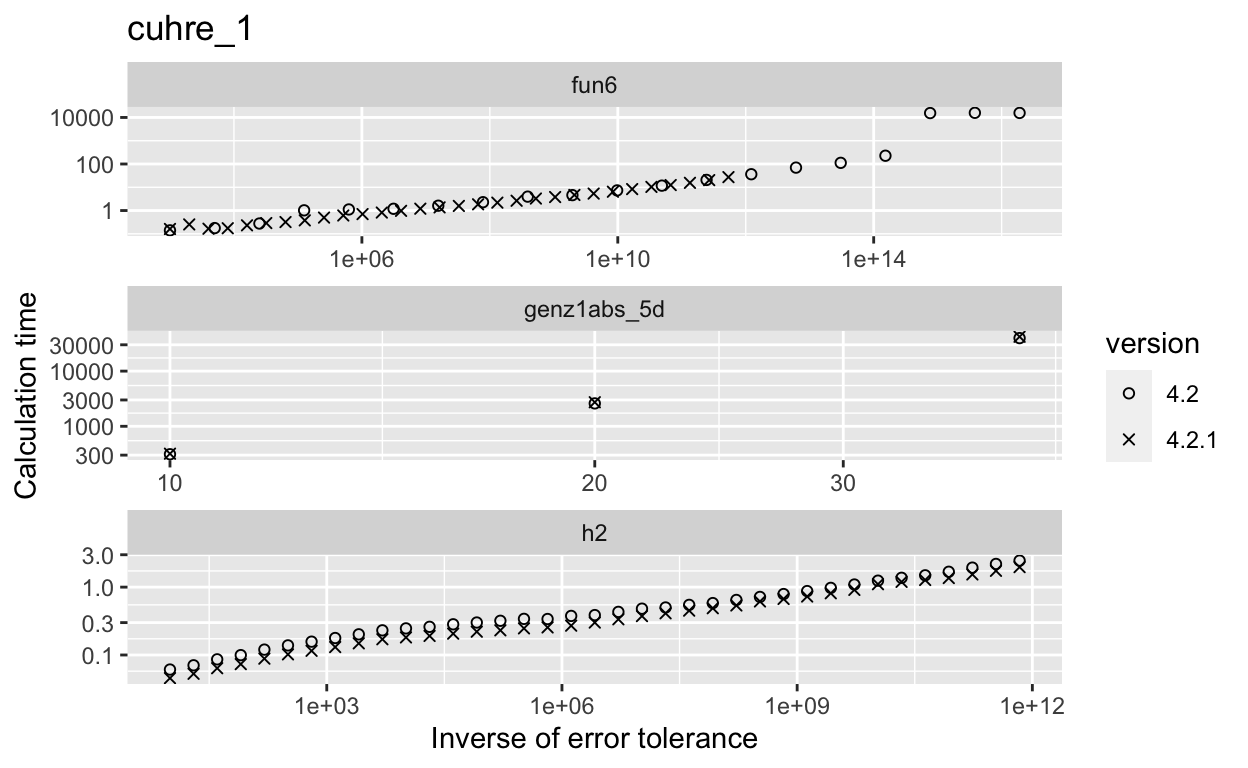 cuhre_1
fun6
10000
100
1
1e+06 1e+10 1e+14
genz1abs_5d
30000
10000
3000
1000
300
10 20 30
h2
3.0
1.0
0.3
0.1
1e+03 1e+06 1e+09 1e+12
Inverse of error tolerance
Calculation time
version
4.2
4.2.1